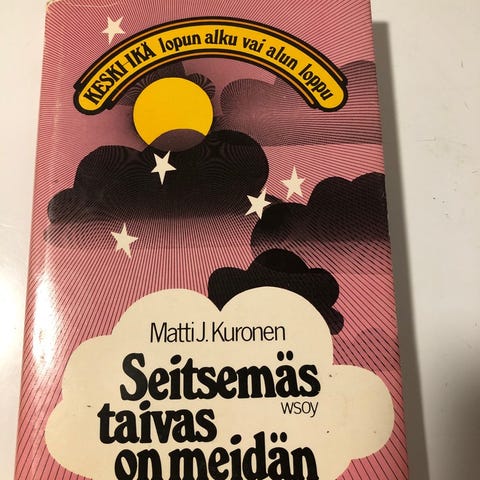 KESKI-IKÄ lopun alku vai alun loppu
Matti J. Kuronen
Seitsemäs
wsoy
taivas
on meidän